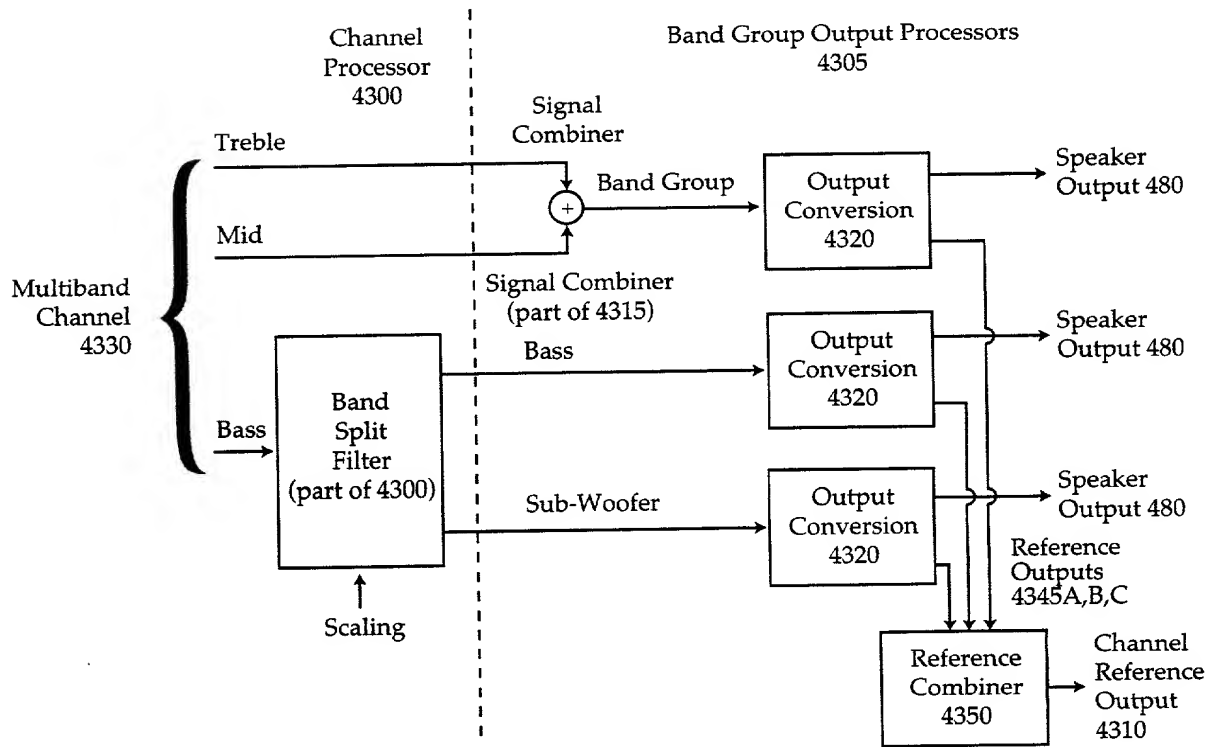 Channel
Processor
4300
Band Group Output Processors
4305
Signal
Combiner
Treble
Mid
Multiband
Channel
4330
+
Band Group
Output
Conversion
4320
Speaker
Output 480
Signal Combiner
(part of 4315)
Bass
Band
Split
Filter
(part of 4300)
Scaling
Bass
Output
Conversion
4320
Speaker
Output 480
Sub-Woofer
Output
Conversion
4320
Speaker
Output 480
Reference
Outputs
4345A,B,C
Reference
Combiner
4350
Channel
Reference
Output
4310